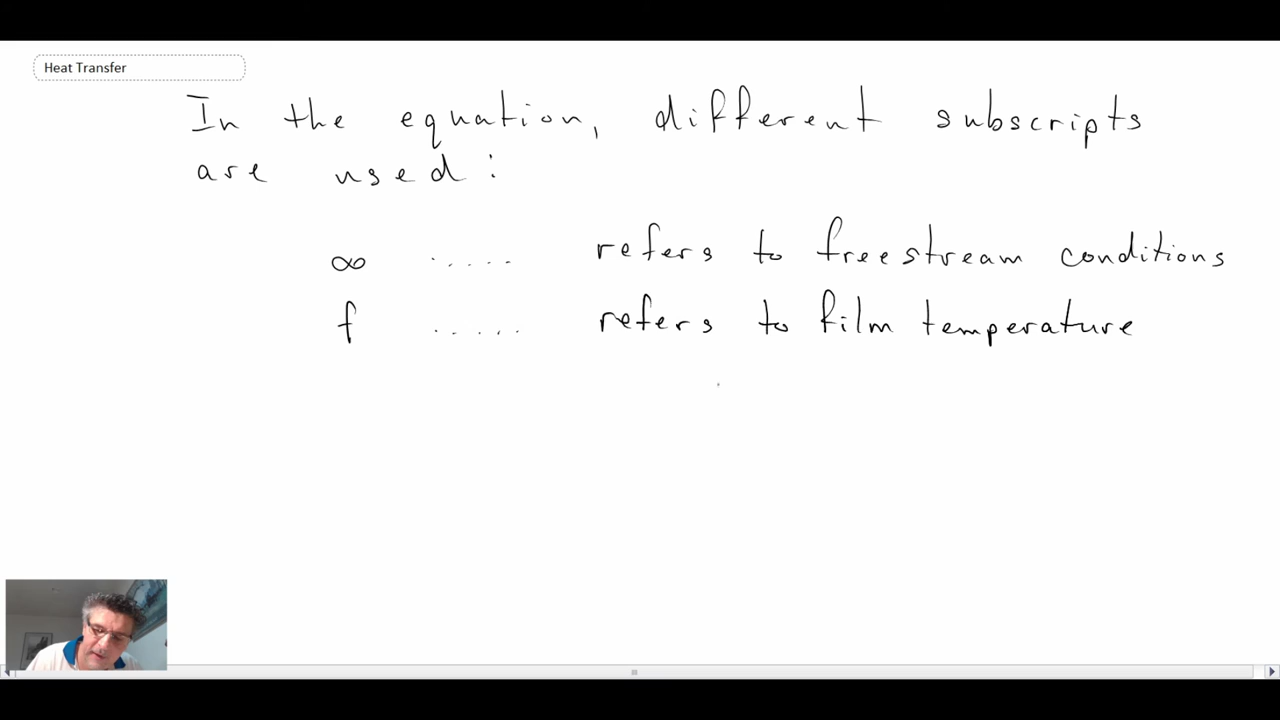 Heat Transfer
In the equation, different subscripts
are used:
∞ ..... refers to freestream conditions
f ..... refers to film temperature